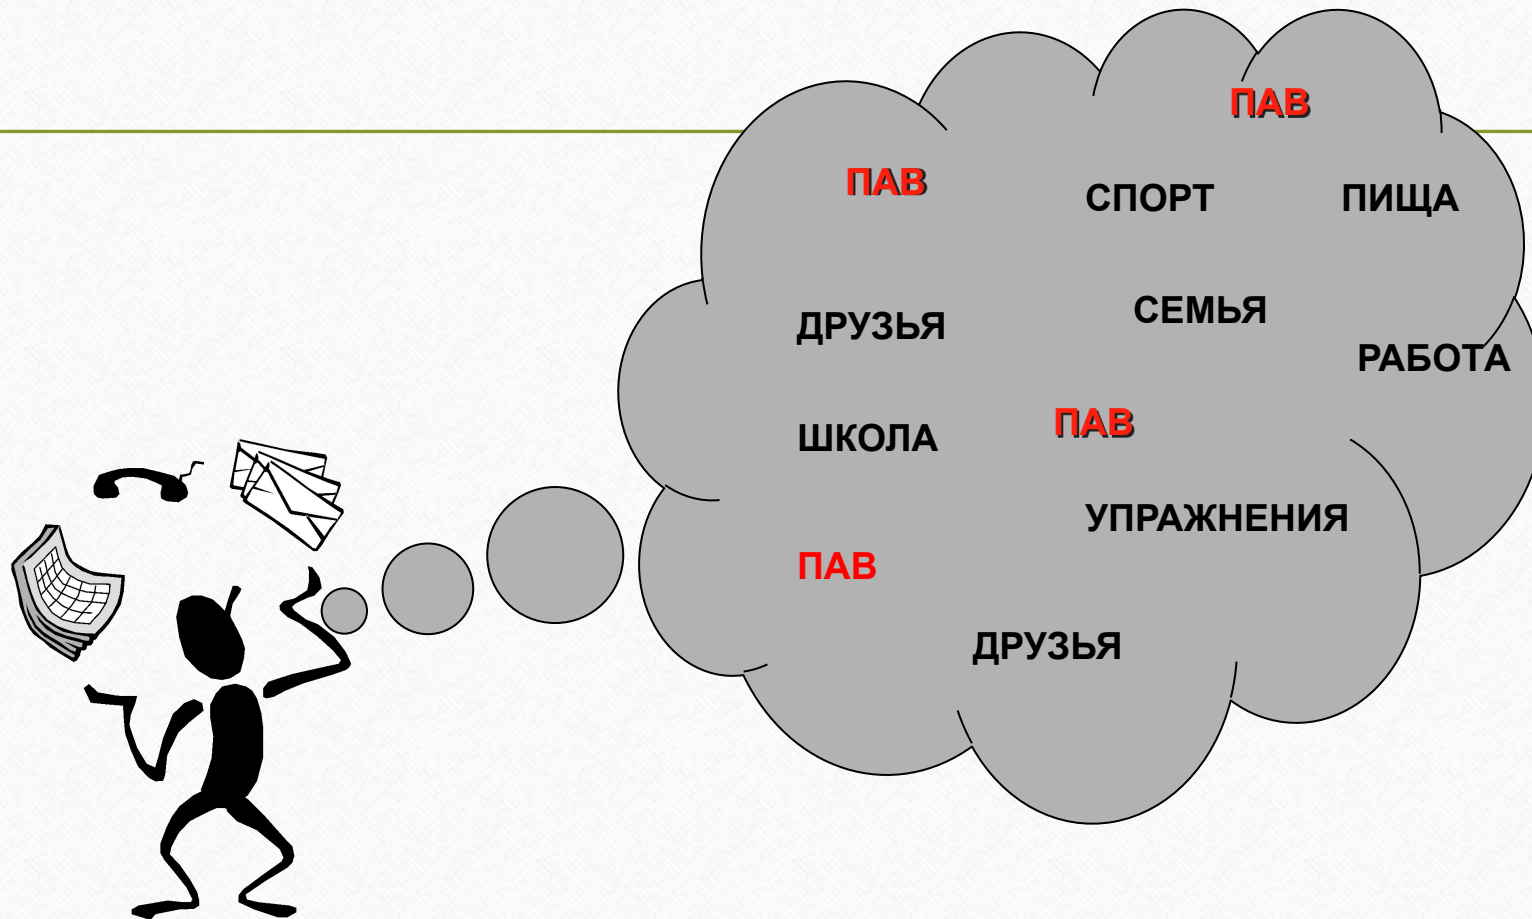 ПАВ
ПАВ
СПОРТ
ПИЩА
ДРУЗЬЯ
СЕМЬЯ
РАБОТА
ШКОЛА
ПАВ
УПРАЖНЕНИЯ
ПАВ
ДРУЗЬЯ